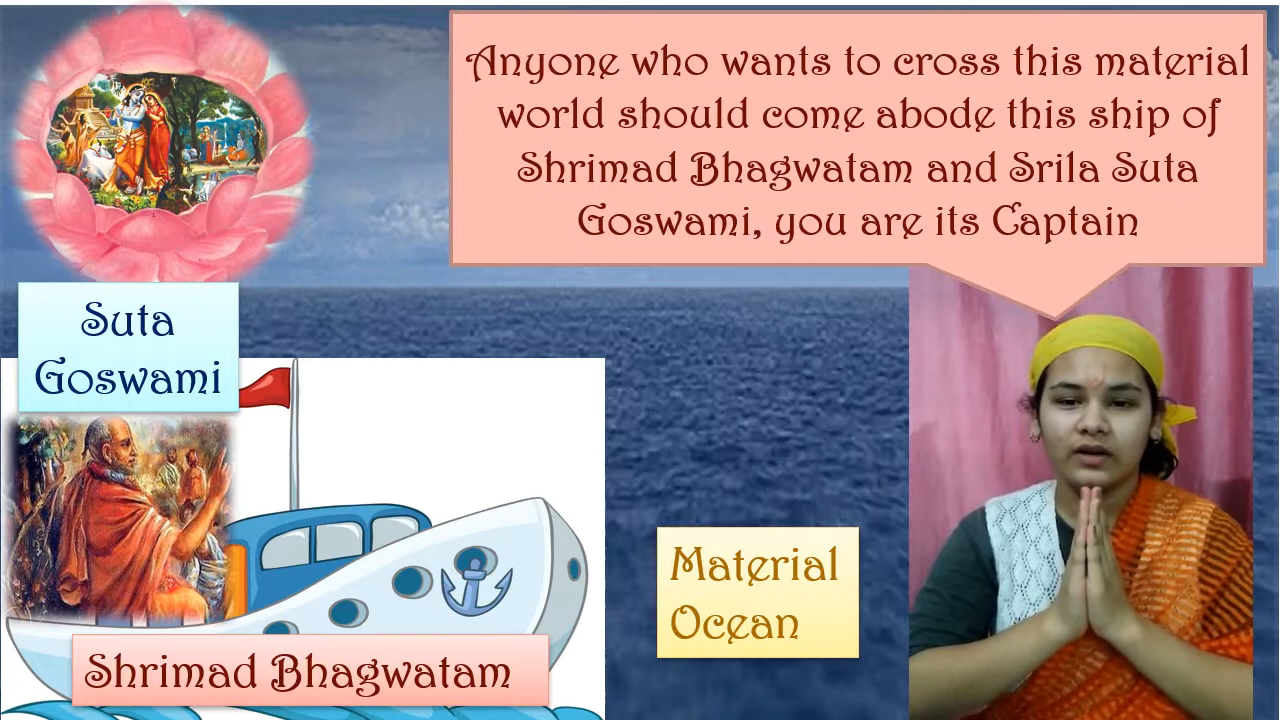 Anyone who wants to cross this material
world should come abode this ship of
Shrimad Bhagwatam and Srila Suta
Goswami, you are its Captain
Suta
Goswami
Material
Ocean
Shrimad Bhagwatam